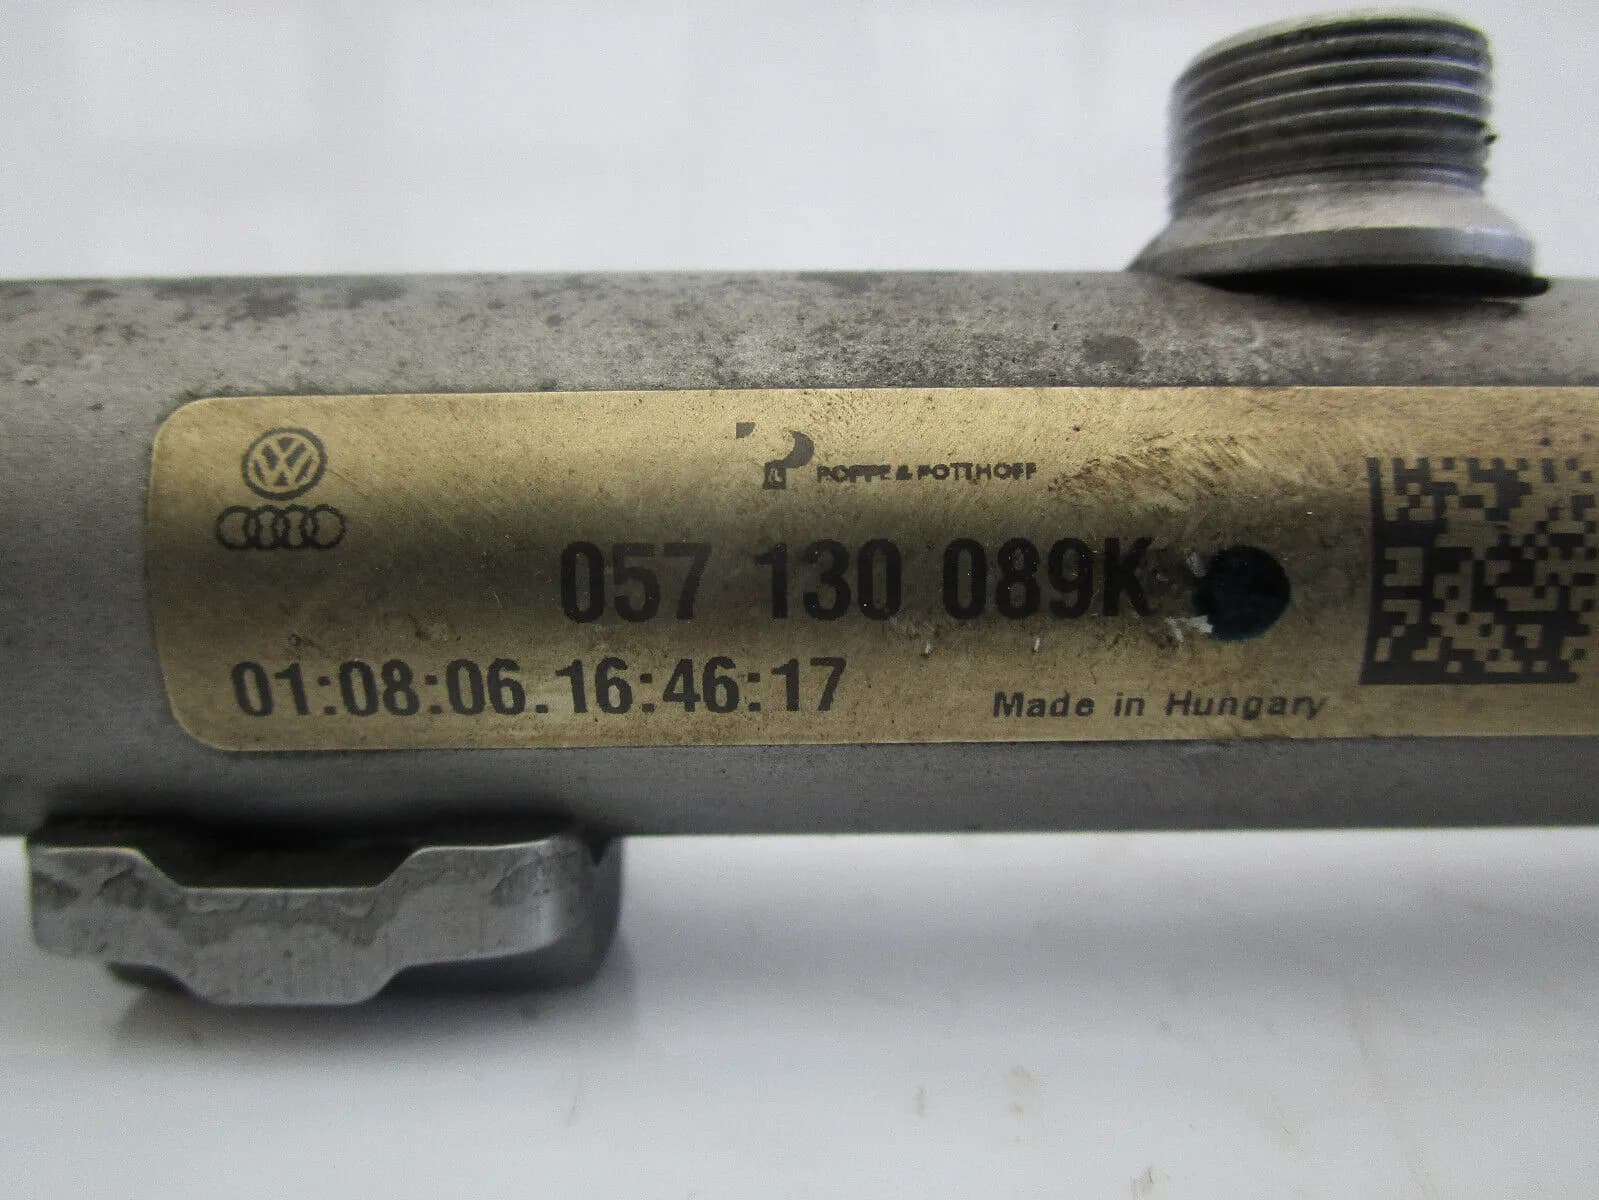 POPPE & POTTHOFF
057 130 089K
01:08:06.16:46:17
Made in Hungary